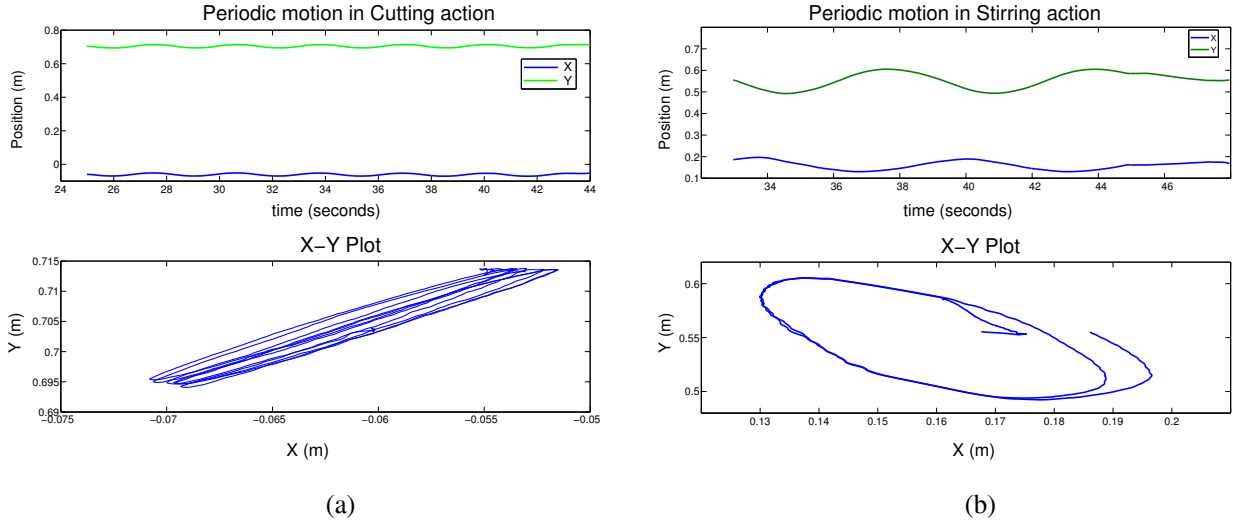 Periodic motion in Cutting action
0.8
0.6
0.4
0.2
0
Position (m)
X
Y
24 26 28 30 32 34 36 38 40 42 44
time (seconds)
X−Y Plot
0.715
0.71
0.705
0.7
0.695
0.69
Y (m)
−0.075 −0.07 −0.065 −0.06 −0.055 −0.05
X (m)
(a)
Periodic motion in Stirring action
0.7
0.6
0.5
0.4
0.3
0.2
0.1
Position (m)
X
Y
34 36 38 40 42 44 46
time (seconds)
X−Y Plot
0.6
0.55
0.5
Y (m)
0.13 0.14 0.15 0.16 0.17 0.18 0.19 0.2
X (m)
(b)